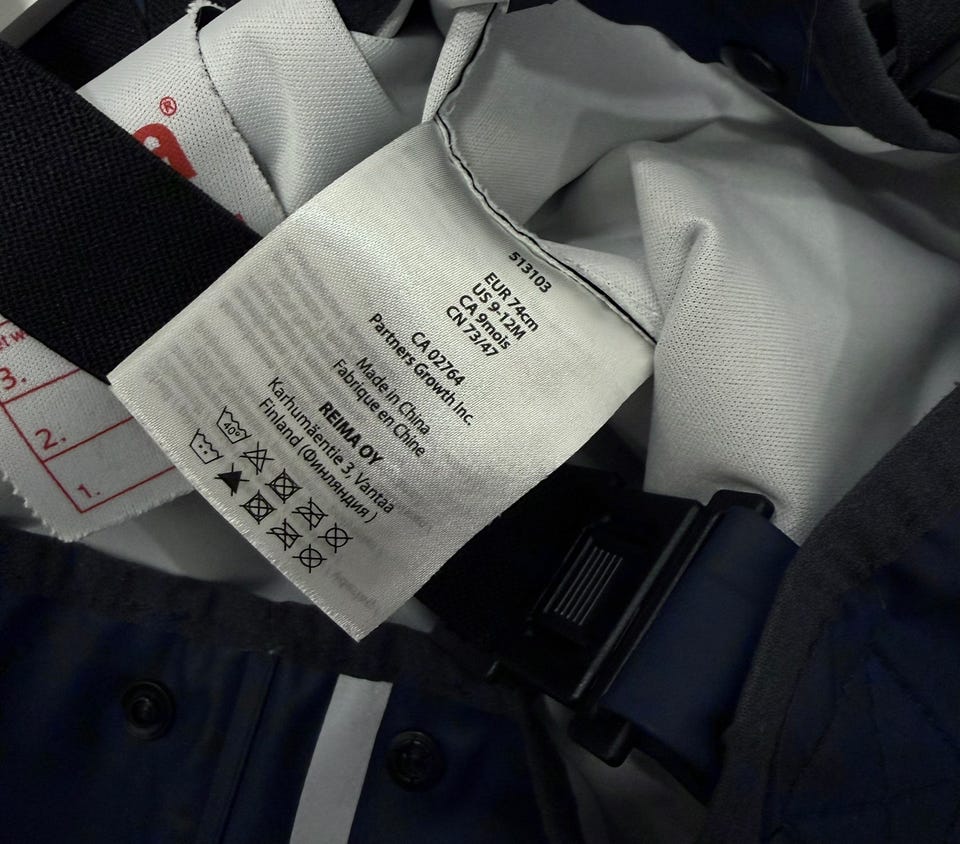 513103
EUR 74cm
US 9-12M
CA 9mois
CN 73/47
CA 02764
Partners Growth Inc.
Made in China
Fabrique en Chine
REIMA OY
Karhumäentie 3, Vantaa
Finland (Финляндия)
40°
®
3.
2.
1.